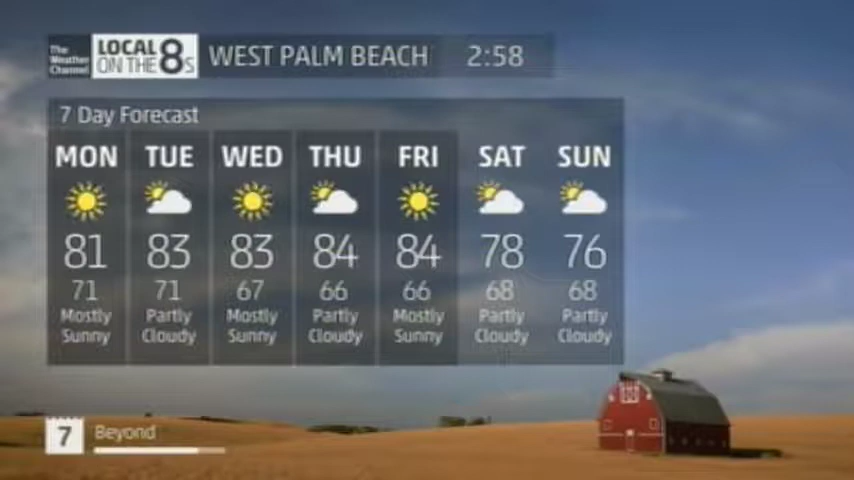 The Weather Channel LOCAL ON THE 8s WEST PALM BEACH 2:58
7 Day Forecast
MON TUE WED THU FRI SAT SUN
81 83 83 84 84 78 76
71 71 67 66 66 68 68
Mostly Partly Mostly Partly Mostly Partly Partly
Sunny Cloudy Sunny Cloudy Sunny Cloudy Cloudy
7 Beyond